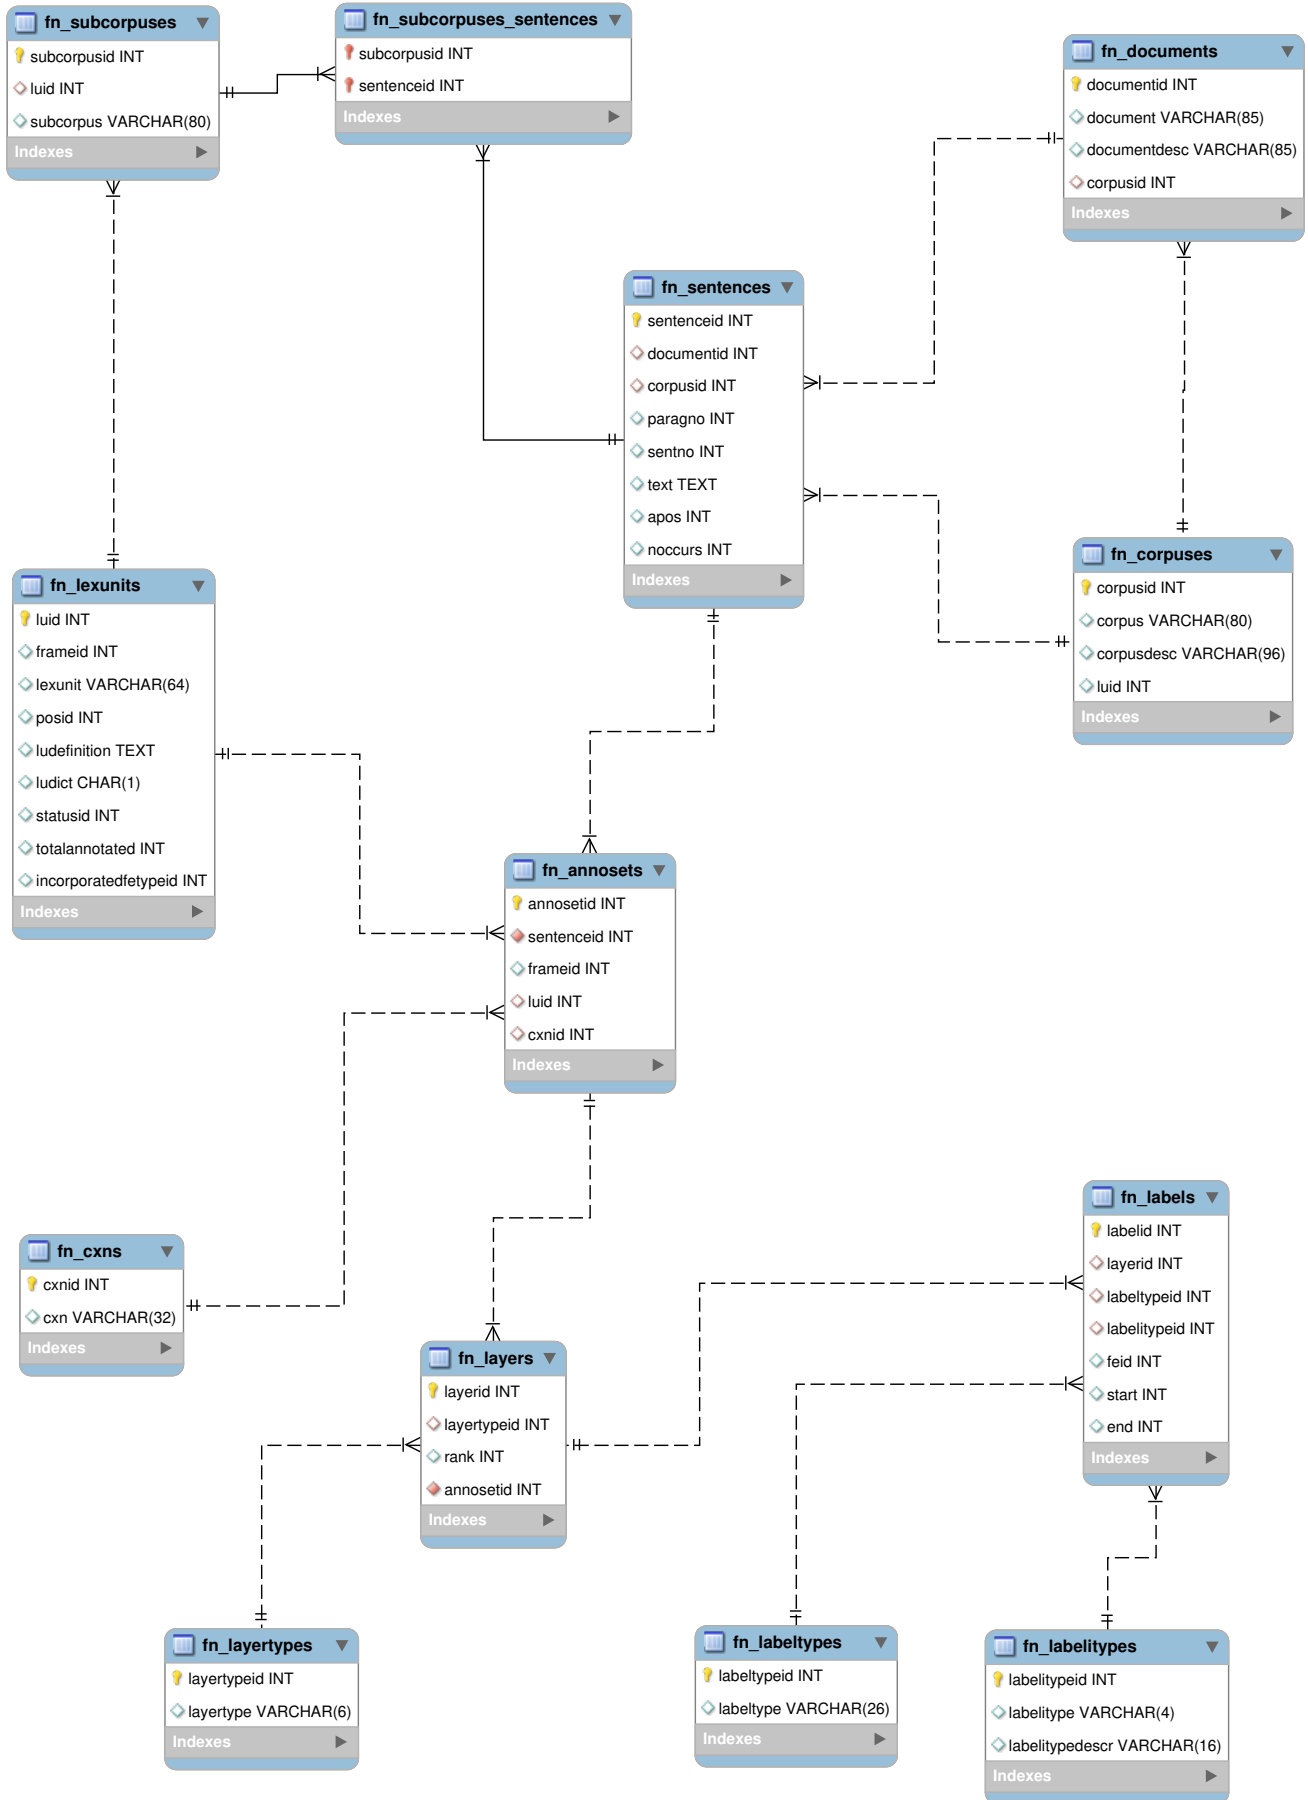 fn_subcorpuses
subcorpusid INT
luid INT
subcorpus VARCHAR(80)
Indexes
fn_subcorpuses_sentences
subcorpusid INT
sentenceid INT
Indexes
fn_documents
documentid INT
document VARCHAR(85)
documentdesc VARCHAR(85)
corpusid INT
Indexes
fn_sentences
sentenceid INT
documentid INT
corpusid INT
paragno INT
sentno INT
text TEXT
apos INT
noccurs INT
Indexes
fn_corpuses
corpusid INT
corpus VARCHAR(80)
corpusdesc VARCHAR(96)
luid INT
Indexes
fn_lexunits
luid INT
frameid INT
lexunit VARCHAR(64)
posid INT
ludefinition TEXT
ludict CHAR(1)
statusid INT
totalannotated INT
incorporatedfetypeid INT
Indexes
fn_annosets
annosetid INT
sentenceid INT
frameid INT
luid INT
cxnid INT
Indexes
fn_cxns
cxnid INT
cxn VARCHAR(32)
Indexes
fn_layers
layerid INT
layertypeid INT
rank INT
annosetid INT
Indexes
fn_labels
labelid INT
layerid INT
labeltypeid INT
labelitypeid INT
feid INT
start INT
end INT
Indexes
fn_layertypes
layertypeid INT
layertype VARCHAR(6)
Indexes
fn_labeltypes
labeltypeid INT
labeltype VARCHAR(26)
Indexes
fn_labelitypes
labelitypeid INT
labelitype VARCHAR(4)
labelitypedescr VARCHAR(16)
Indexes